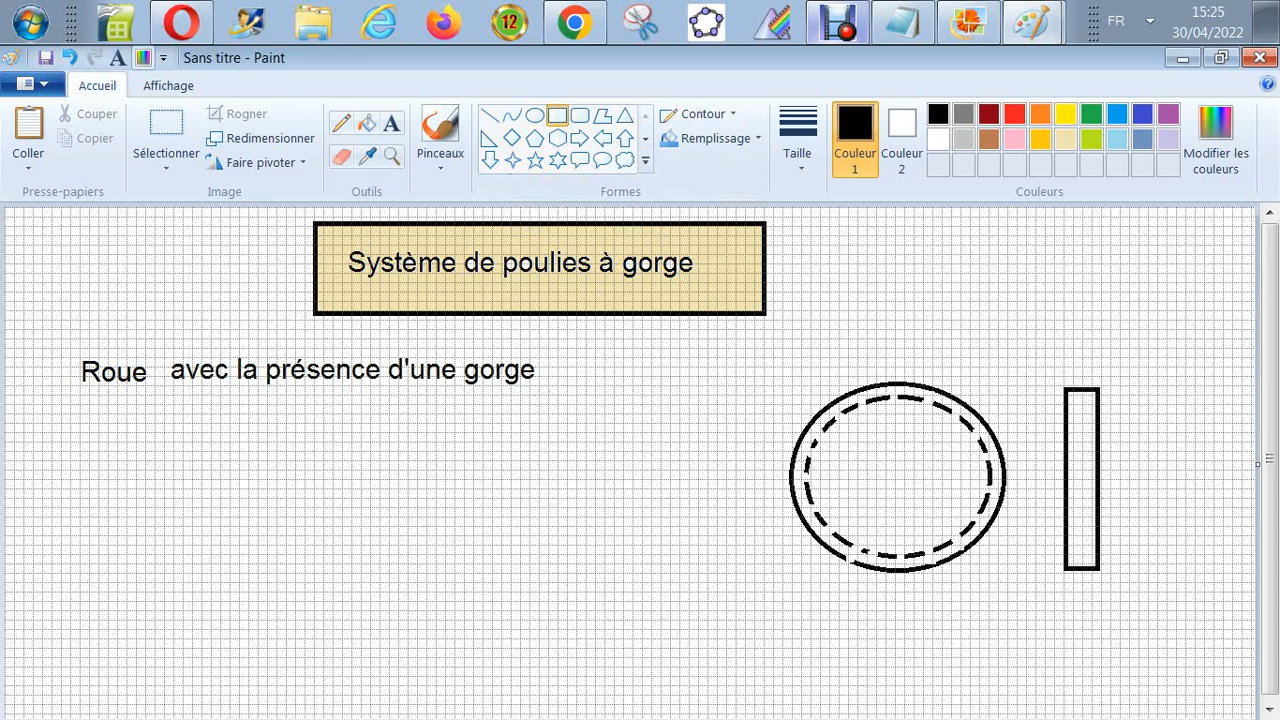 12
FR
15:25
30/04/2022
Sans titre - Paint
Accueil
Affichage
Coller
Couper
Copier
Presse-papiers
Sélectionner
Rogner
Redimensionner
Faire pivoter
Image
A
Outils
Pinceaux
Formes
Contour
Remplissage
Taille
Couleur 1
Couleur 2
Modifier les couleurs
Couleurs
Système de poulies à gorge
Roue avec la présence d'une gorge